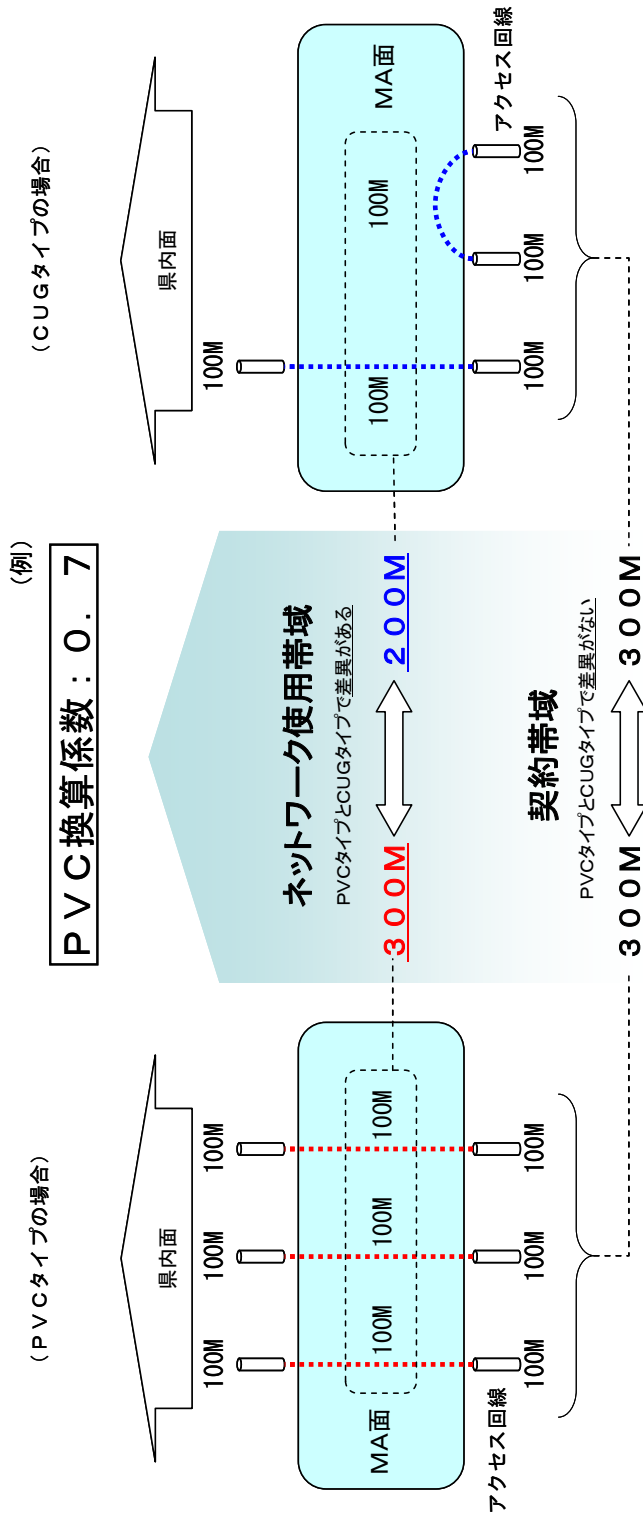 (例)
PVC換算係数:0.7
(PVCタイプの場合)
県内面
100M
100M
100M
MA面
100M
100M
100M
アクセス回線
100M
100M
100M
ネットワーク使用帯域
PVCタイプとCUGタイプで差異がある
300M
200M
契約帯域
PVCタイプとCUGタイプで差異がない
300M
300M
(CUGタイプの場合)
県内面
100M
MA面
100M
100M
アクセス回線
100M
100M
100M